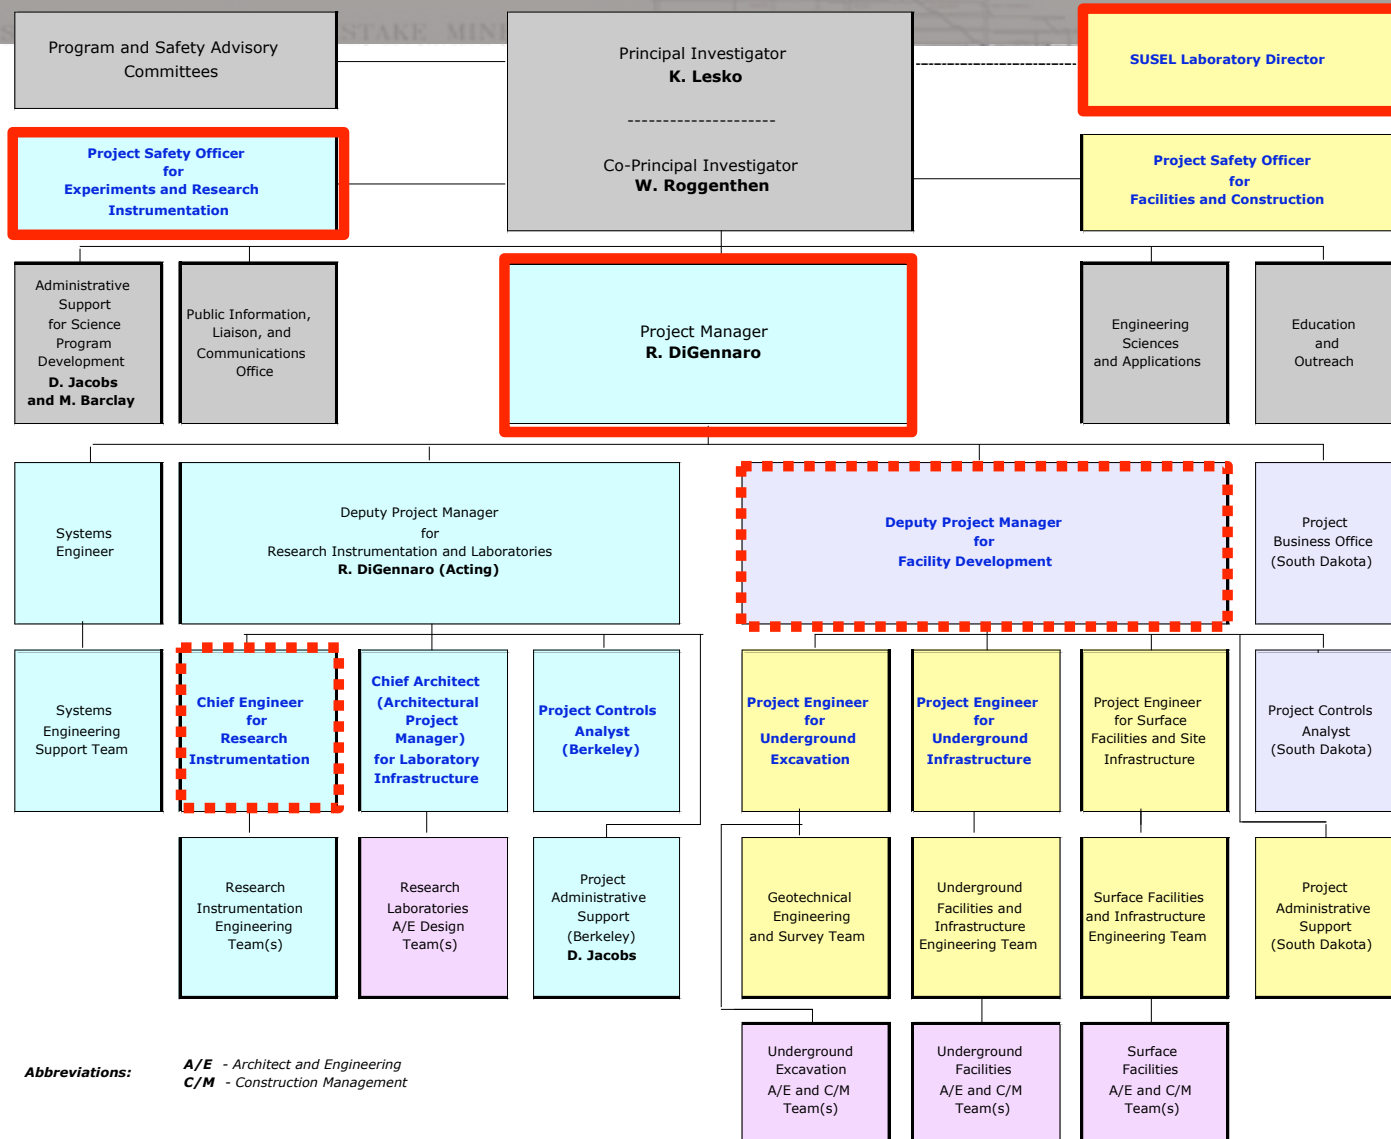 STAKE MIN
Program and Safety Advisory
Committees
Principal Investigator
K. Lesko
---------------------
Co-Principal Investigator
W. Roggenthen
SUSEL Laboratory Director
Project Safety Officer
for
Experiments and Research
Instrumentation
Project Safety Officer
for
Facilities and Construction
Administrative
Support
for Science
Program
Development
D. Jacobs
and M. Barclay
Public Information,
Liaison, and
Communications
Office
Project Manager
R. DiGennaro
Engineering
Sciences
and Applications
Education
and
Outreach
Systems
Engineer
Deputy Project Manager
for
Research Instrumentation and Laboratories
R. DiGennaro (Acting)
Deputy Project Manager
for
Facility Development
Project
Business Office
(South Dakota)
Systems
Engineering
Support Team
Chief Engineer
for
Research
Instrumentation
Chief Architect
(Architectural
Project
Manager)
for Laboratory
Infrastructure
Project Controls
Analyst
(Berkeley)
Project Engineer
for
Underground
Excavation
Project Engineer
for
Underground
Infrastructure
Project Engineer
for Surface
Facilities and Site
Infrastructure
Project Controls
Analyst
(South Dakota)
Research
Instrumentation
Engineering
Team(s)
Research
Laboratories
A/E Design
Team(s)
Project
Administrative
Support
(Berkeley)
D. Jacobs
Geotechnical
Engineering
and Survey Team
Underground
Facilities and
Infrastructure
Engineering Team
Surface Facilities
and Infrastructure
Engineering Team
Project
Administrative
Support
(South Dakota)
Underground
Excavation
A/E and C/M
Team(s)
Underground
Facilities
A/E and C/M
Team(s)
Surface
Facilities
A/E and C/M
Team(s)
Abbreviations:
A/E - Architect and Engineering
C/M - Construction Management